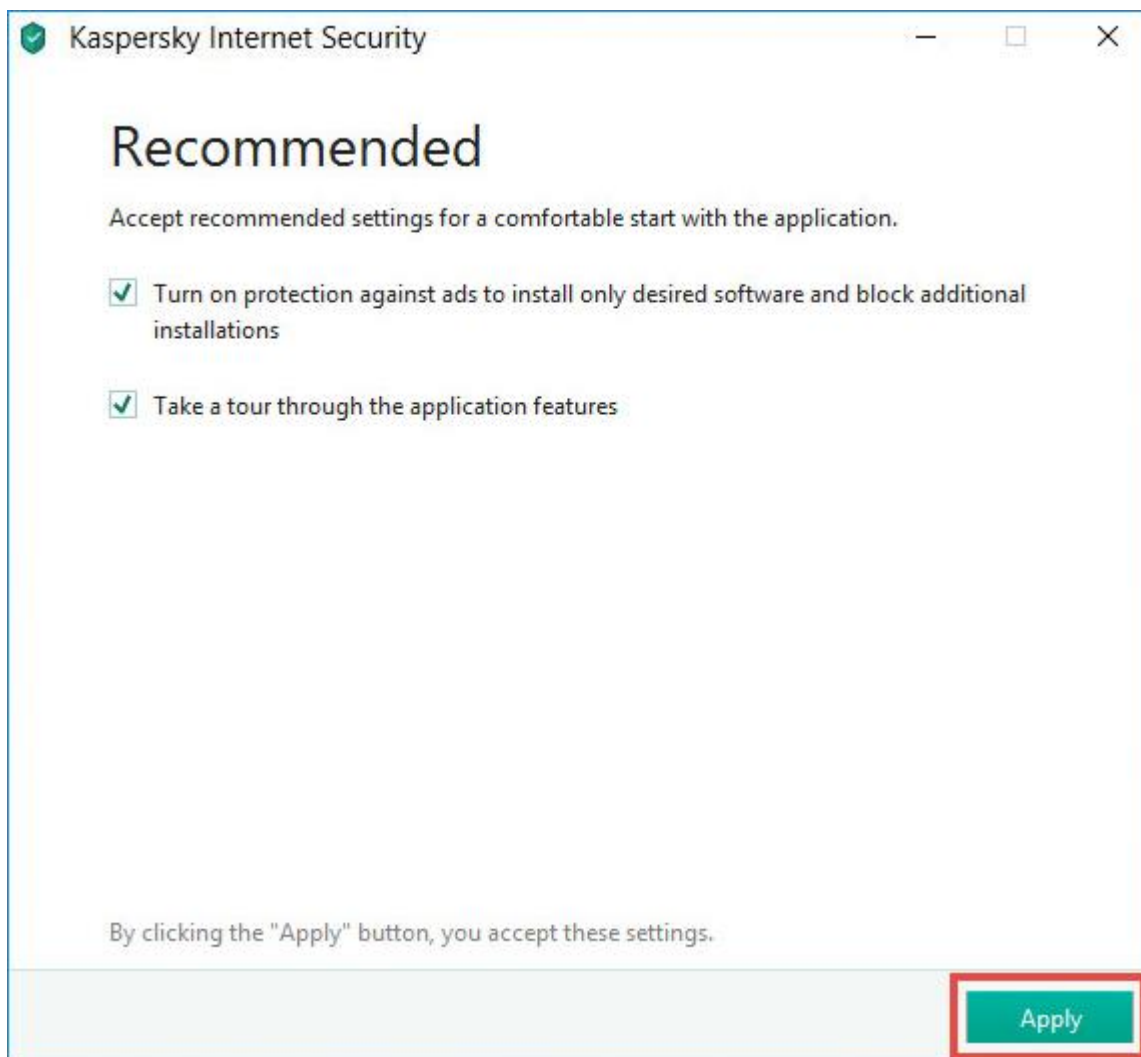 Kaspersky Internet Security
Recommended
Accept recommended settings for a comfortable start with the application.
Turn on protection against ads to install only desired software and block additional
installations
Take a tour through the application features
By clicking the "Apply" button, you accept these settings.
Apply